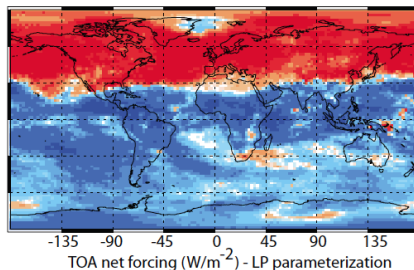 -135 -90 -45 0 45 90 135
TOA net forcing (W/m⁻²) - LP parameterization